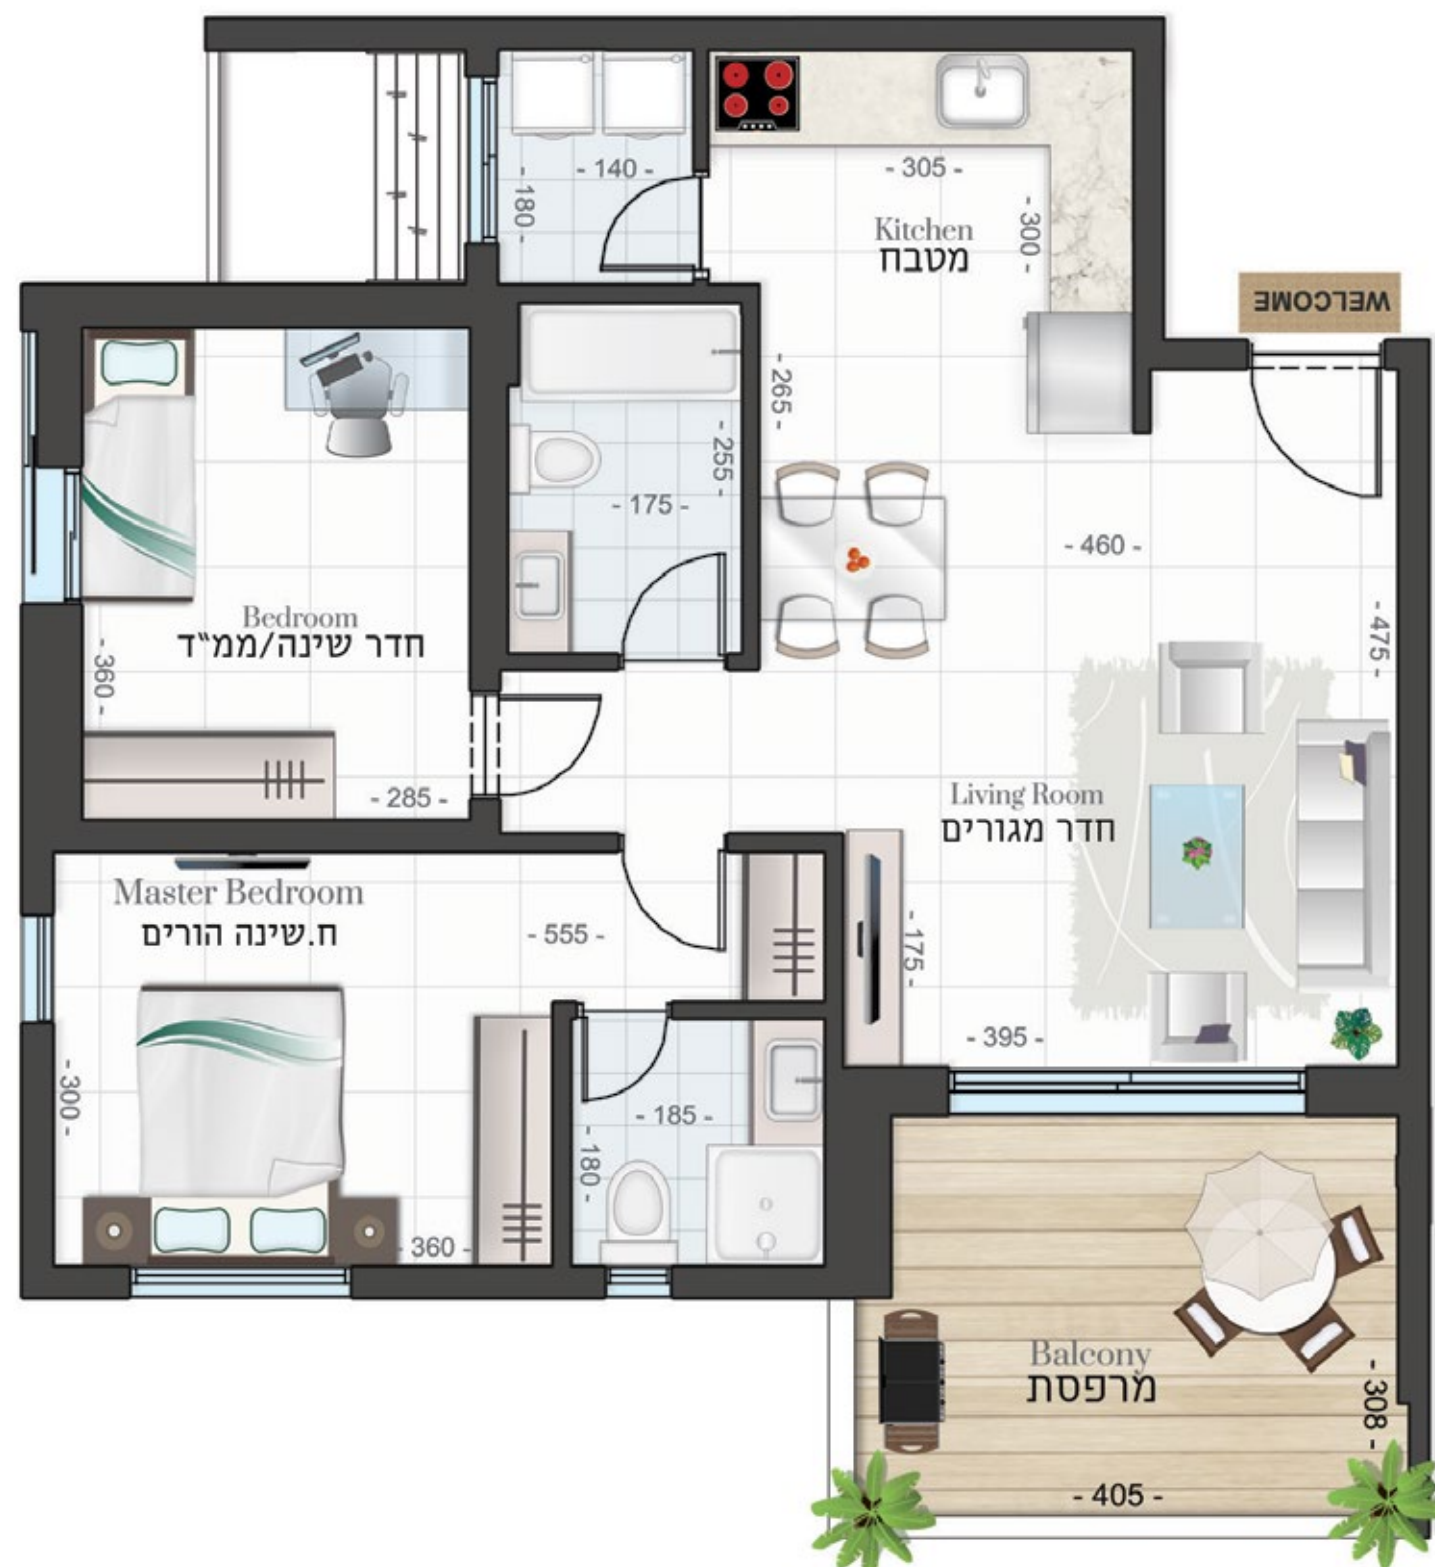 - 140 -
- 180 -
- 305 -
Kitchen
מטבח
- 300 -
WELCOME
- 265 -
- 255 -
- 175 -
- 460 -
- 475 -
Bedroom
חדר שינה/ממ"ד
- 360 -
- 285 -
Living Room
חדר מגורים
Master Bedroom
ח.שינה הורים
- 555 -
- 175 -
- 395 -
- 300 -
- 185 -
- 180 -
- 360 -
Balcony
מרפסת
- 308 -
- 405 -